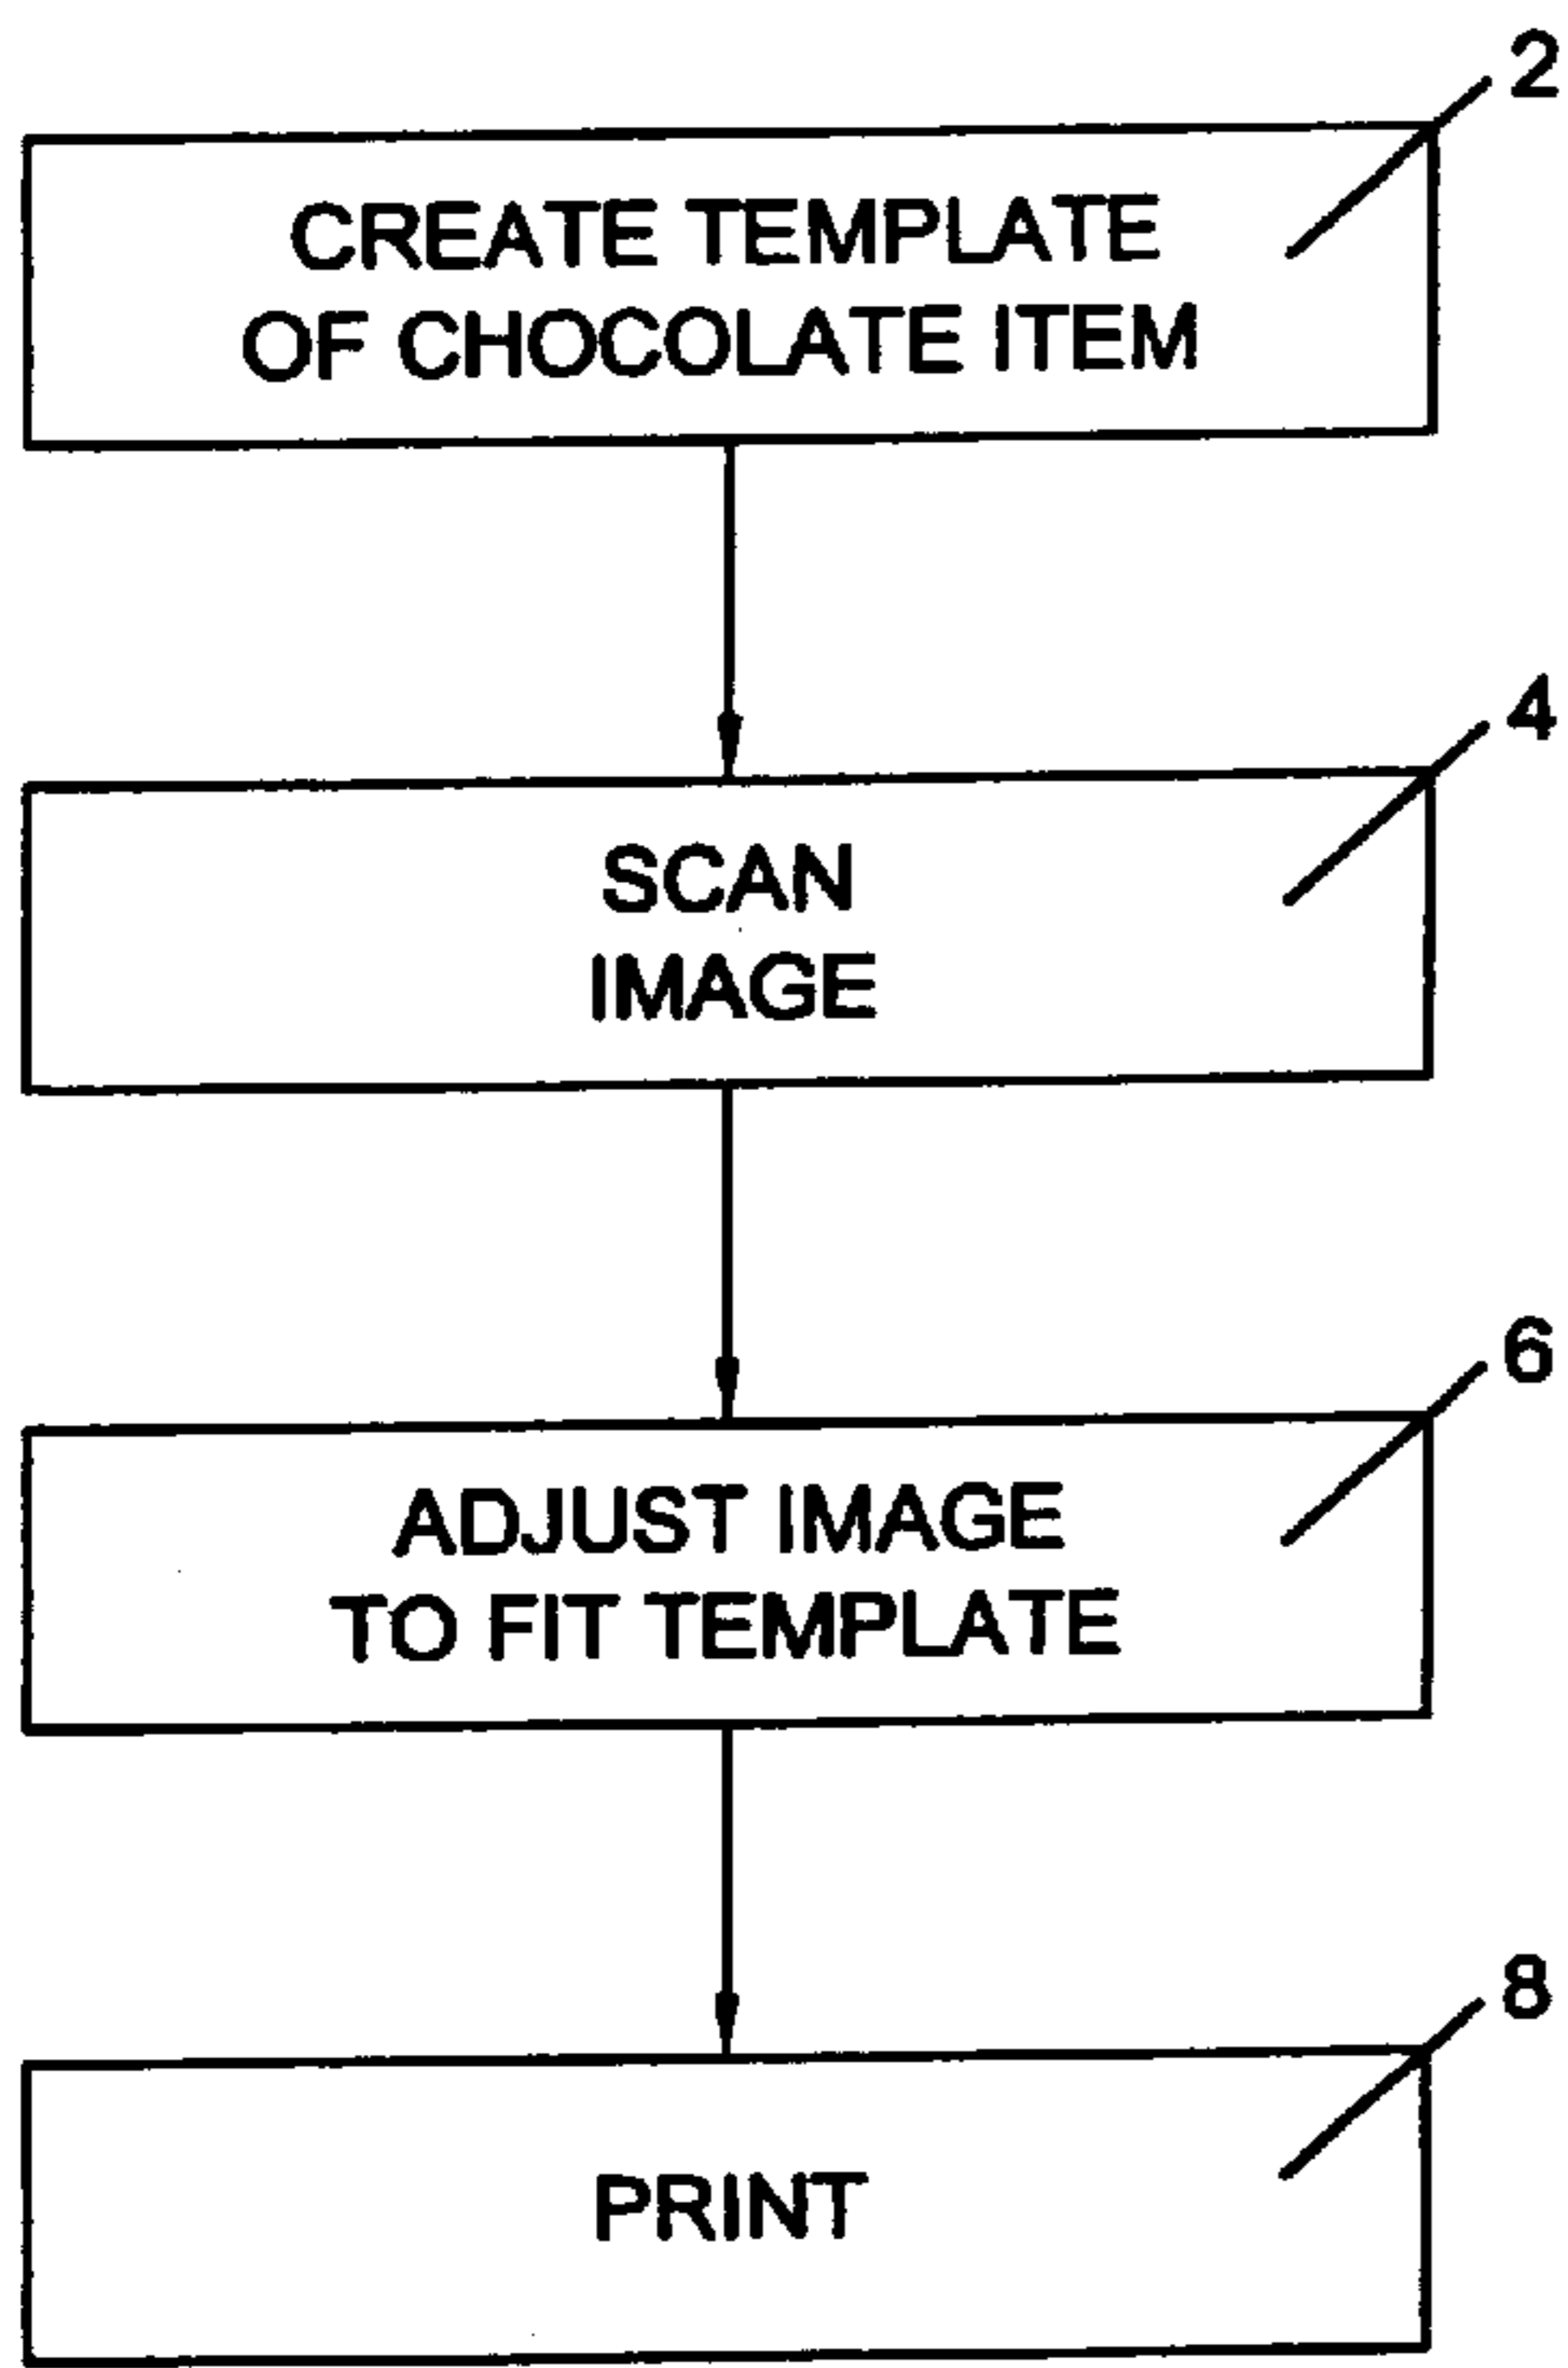 2
CREATE TEMPLATE
OF CHOCOLATE ITEM
4
SCAN
IMAGE
6
ADJUST IMAGE
TO FIT TEMPLATE
8
PRINT